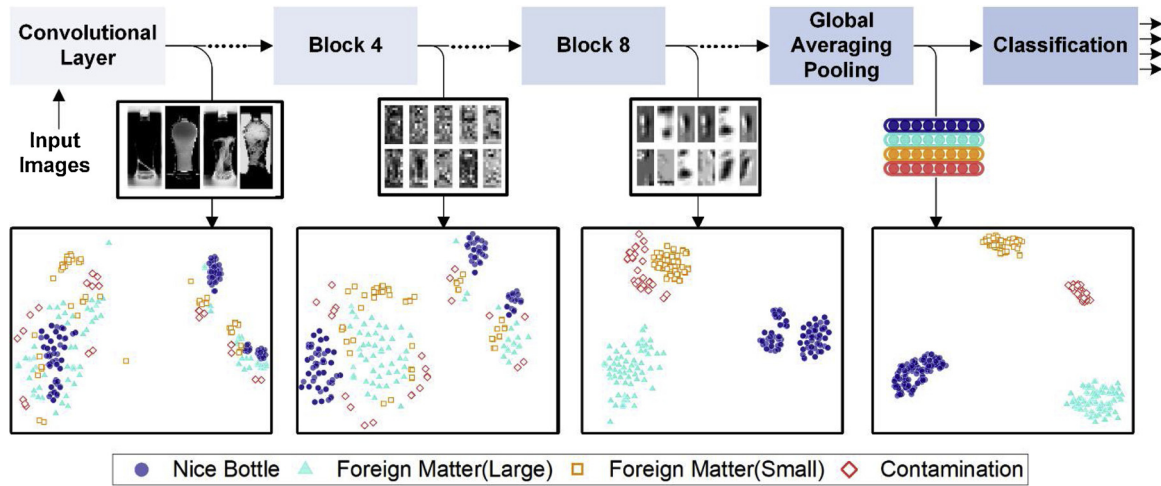 Convolutional
Layer
Block 4
Block 8
Global
Averaging
Pooling
Classification
Input
Images
Nice Bottle
Foreign Matter(Large)
Foreign Matter(Small)
Contamination